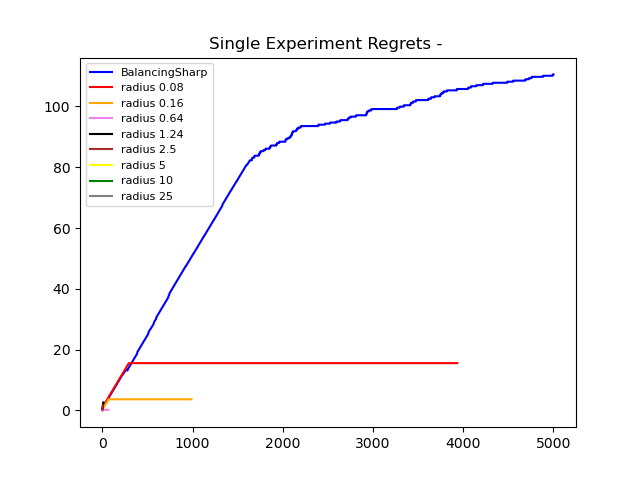 Single Experiment Regrets -
BalancingSharp
radius 0.08
radius 0.16
radius 0.64
radius 1.24
radius 2.5
radius 5
radius 10
radius 25
100
80
60
40
20
0
0 1000 2000 3000 4000 5000